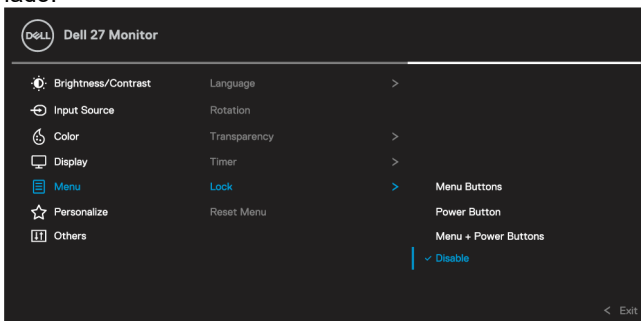 DELL Dell 27 Monitor
Brightness/Contrast Language >
Input Source Rotation
Color Transparency >
Display Timer >
Menu Lock > Menu Buttons
Personalize Reset Menu Power Button
Others Menu + Power Buttons
✓ Disable
< Exit